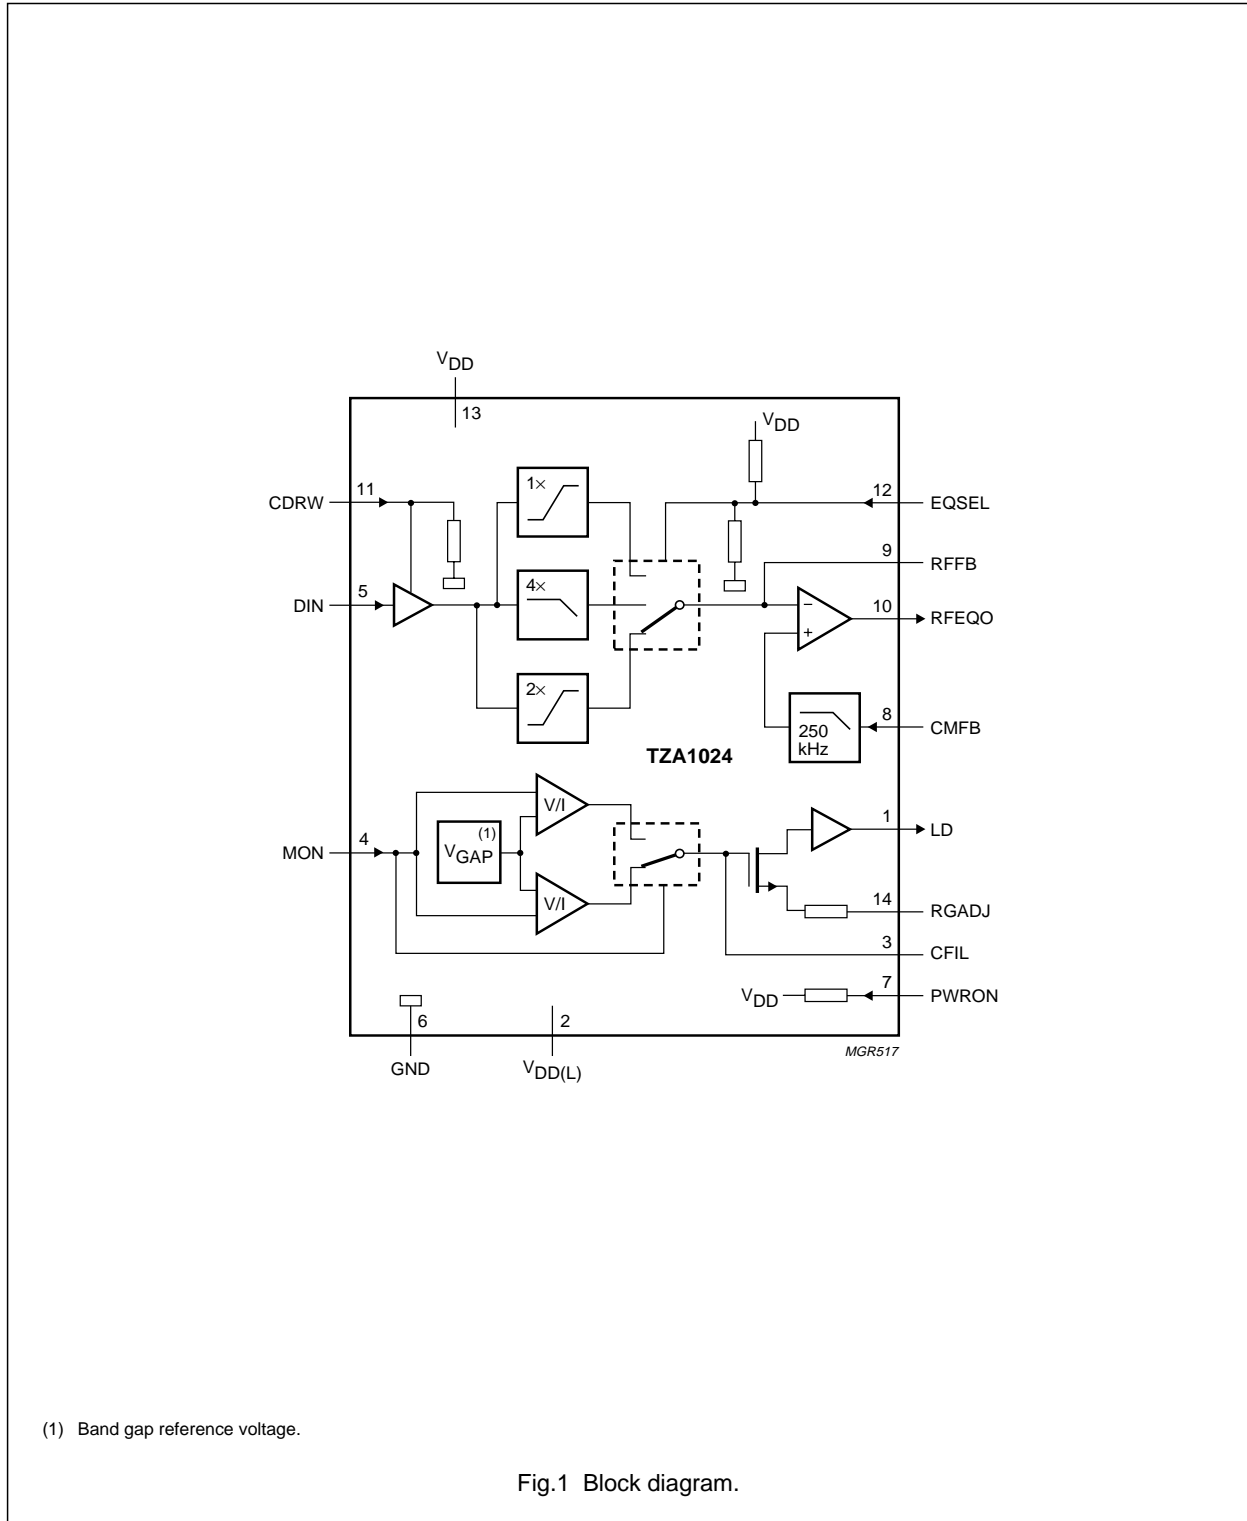 VDD
13
VDD
CDRW
11
1×
12
EQSEL
9
RFFB
DIN
5
4×
−
10
RFEQO
+
2×
250
kHz
8
CMFB
TZA1024
V/I
1
LD
MON
4
(1)
VGAP
V/I
14
RGADJ
3
CFIL
VDD
7
PWRON
6
2
MGR517
GND
VDD(L)
(1) Band gap reference voltage.
Fig.1 Block diagram.